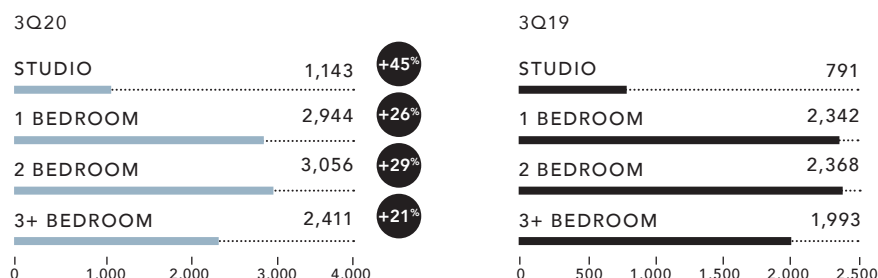 3Q20
STUDIO 1,143 +45%
1 BEDROOM 2,944 +26%
2 BEDROOM 3,056 +29%
3+ BEDROOM 2,411 +21%
0 1,000 2,000 3,000 4,000
3Q19
STUDIO 791
1 BEDROOM 2,342
2 BEDROOM 2,368
3+ BEDROOM 1,993
0 500 1,000 1,500 2,000 2,500